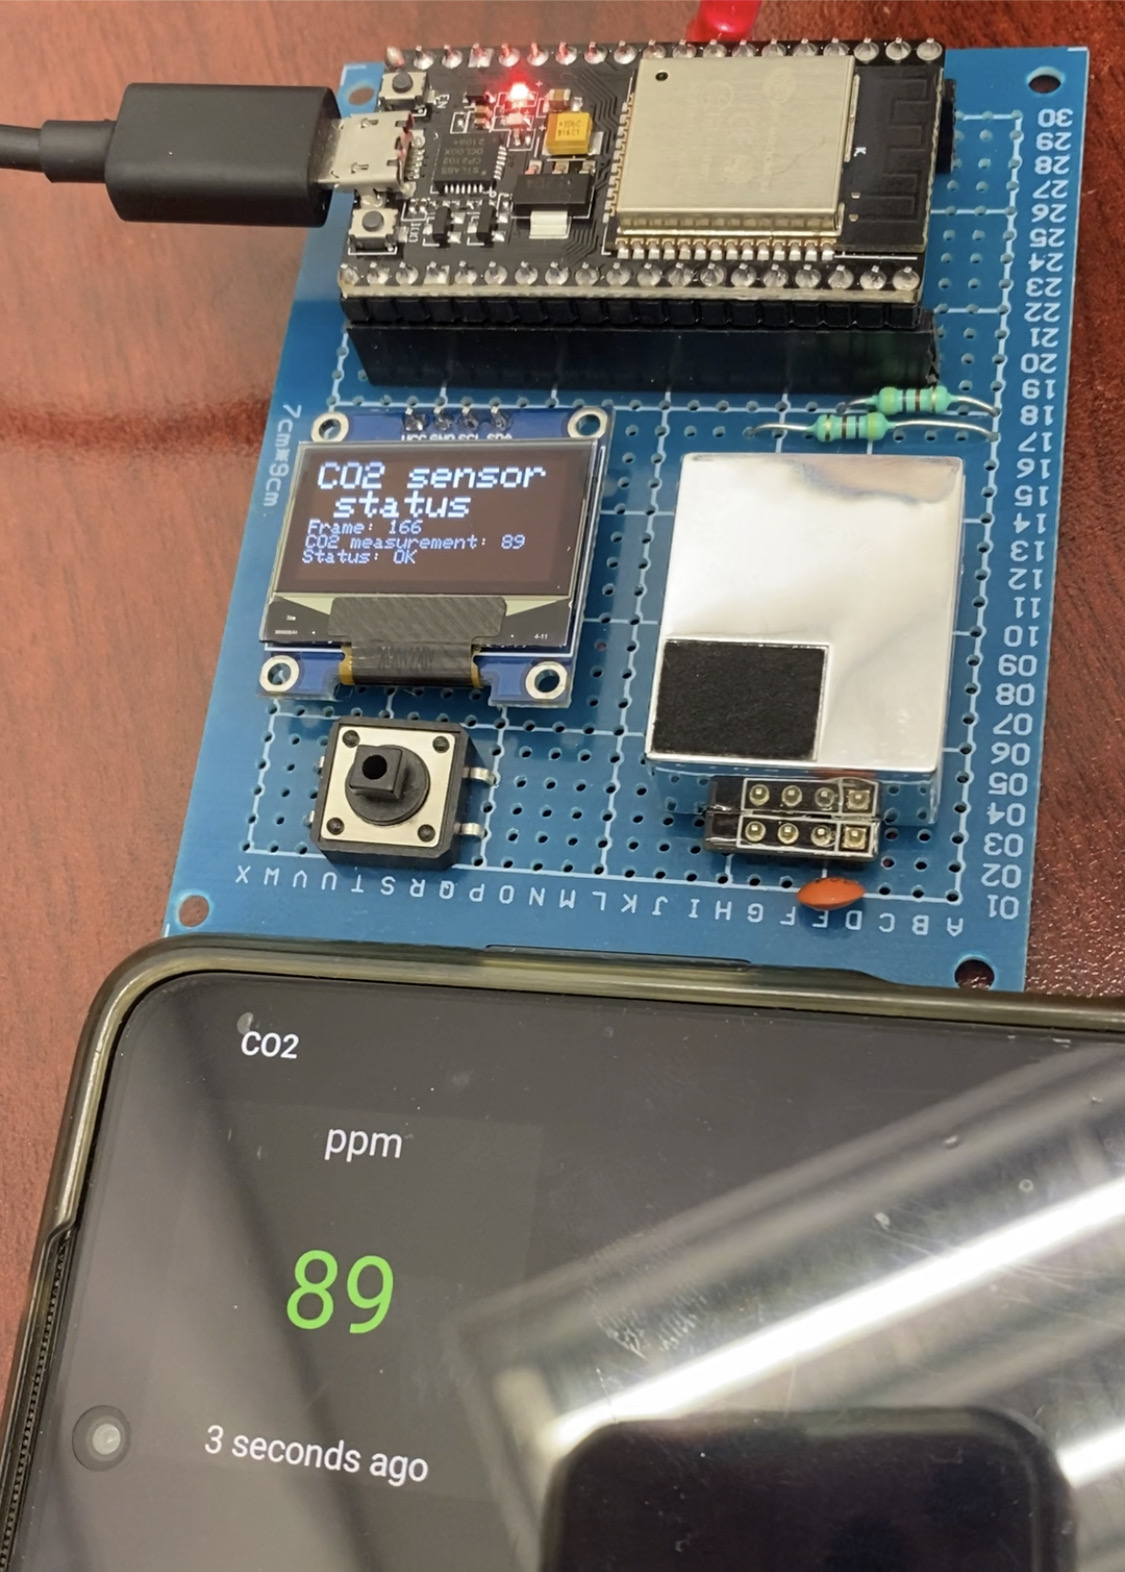 30
29
28
27
26
25
24
23
22
21
20
19
18
17
16
15
14
13
12
11
10
09
08
07
06
05
04
03
02
01
7cm*9cm
VCC GND SCL SDA
CO2 sensor
status
Frame: 166
CO2 measurement: 89
Status: OK
X W V U T S R Q P O N M L K J I H G F E D C B A
CO2
ppm
89
3 seconds ago